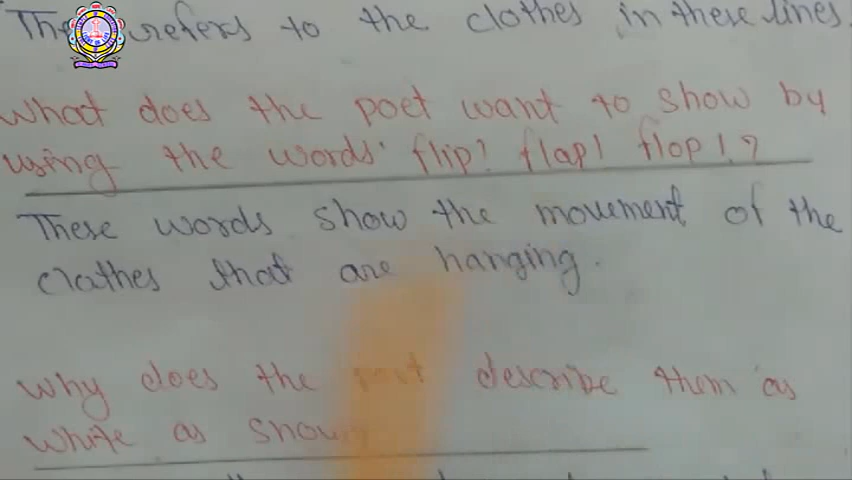 refers to the clothes in these lines.
What does the poet want to show by
using the words' flip! flap! flop!.?
These words show the movement of the
clathes that are hanging.
Why does the poet describe them as
white as snow